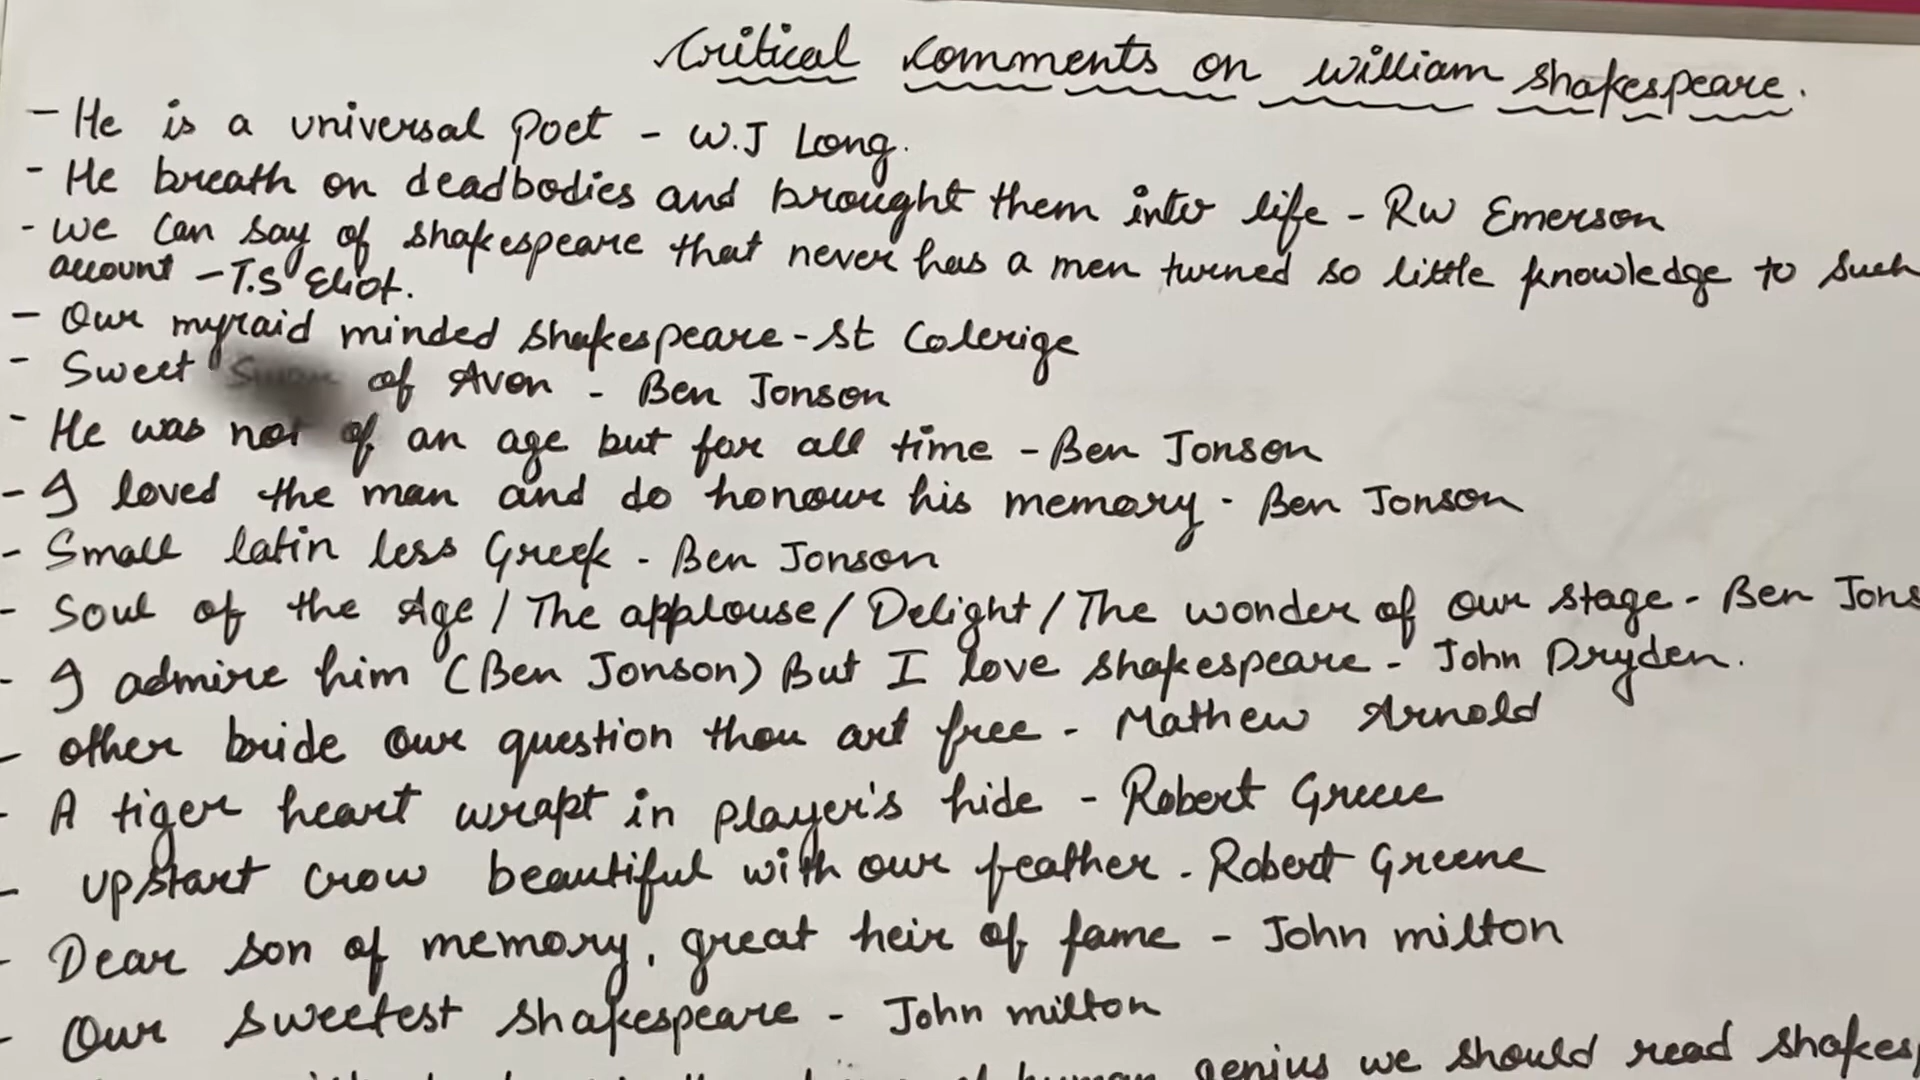 Critical comments on william shakespeare.
- He is a universal poet - W.J Long.
- He breath on deadbodies and brought them into life - RW Emerson
- we can say of shakespeare that never has a men turned so little knowledge to such
account - T.S Eliot.
- Our myraid minded shakespeare - St Colerige
- Sweet Swan of Avon - Ben Jonson
- He was not of an age but for all time - Ben Jonson
- I loved the man and do honour his memory - Ben Jonson
- Small latin less Greek - Ben Jonson
- Soul of the Age / The applouse / Delight / The wonder of our stage - Ben Jons
- I admire him (Ben Jonson) But I love shakespeare - John Dryden.
- other bride our question thou art free - Mathew Arnold
- A tiger heart wrapt in player's hide - Robert Greene
- upstart crow beautiful with our feather - Robert Greene
- Dear son of memory, great heir of fame - John milton
- Our sweetest shakespeare - John milton
human genius we should read shakesp